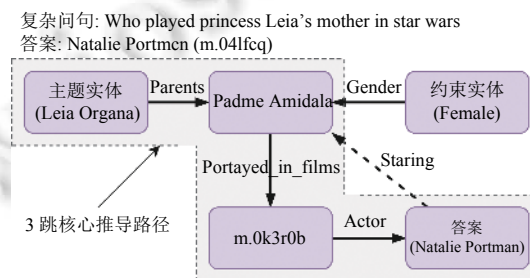 复杂问句: Who played princess Leia's mother in star wars
答案: Natalie Portmcn (m.04lfcq)
主题实体
(Leia Organa)
Parents
Padme Amidala
Gender
约束实体
(Female)
Portayed_in_films
Staring
3 跳核心推导路径
m.0k3r0b
Actor
答案
(Natalie Portman)